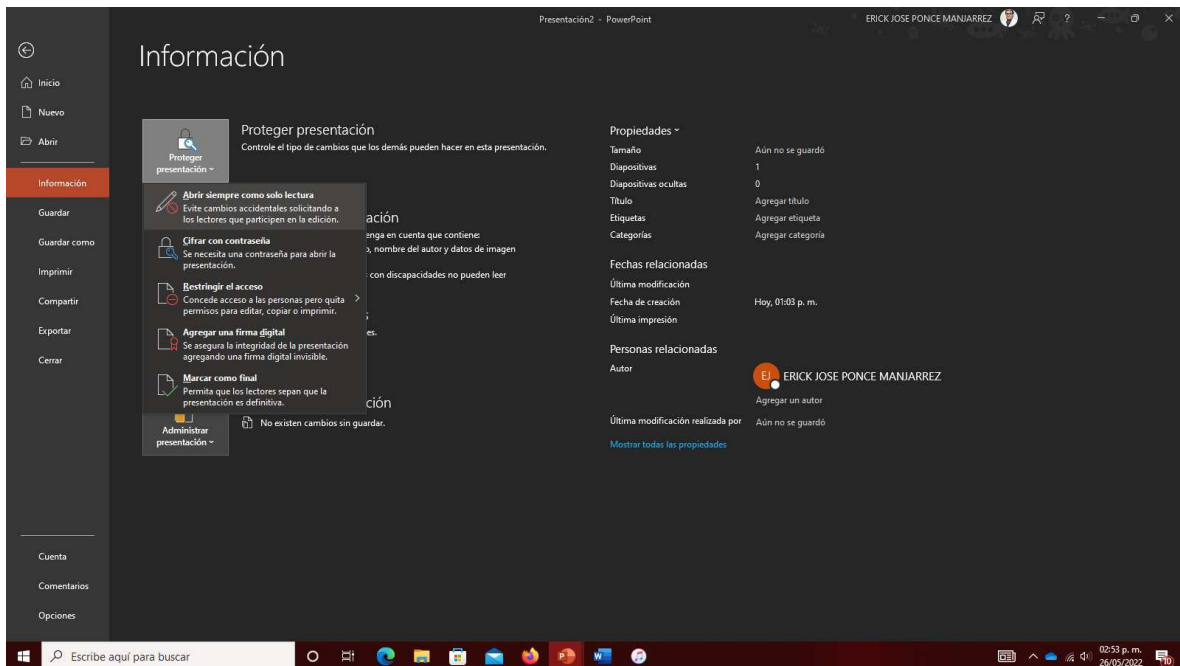 Presentación2 - PowerPoint
ERICK JOSE PONCE MANJARREZ
?
Información
Inicio
Nuevo
Abrir
Información
Guardar
Guardar como
Imprimir
Compartir
Exportar
Cerrar
Cuenta
Comentarios
Opciones
Proteger
presentación
Proteger presentación
Controle el tipo de cambios que los demás pueden hacer en esta presentación.
Abrir siempre como solo lectura
Evite cambios accidentales solicitando a
los lectores que participen en la edición.
Cifrar con contraseña
Se necesita una contraseña para abrir la
presentación.
Restringir el acceso
Concede acceso a las personas pero quita
permisos para editar, copiar o imprimir.
Agregar una firma digital
Se asegura la integridad de la presentación
agregando una firma digital invisible.
Marcar como final
Permita que los lectores sepan que la
presentación es definitiva.
ación
enga en cuenta que contiene:
, nombre del autor y datos de imagen
con discapacidades no pueden leer
es.
ción
Administrar
presentación
No existen cambios sin guardar.
Propiedades
Tamaño Aún no se guardó
Diapositivas 1
Diapositivas ocultas 0
Título Agregar título
Etiquetas Agregar etiqueta
Categorías Agregar categoría
Fechas relacionadas
Última modificación
Fecha de creación Hoy, 01:03 p. m.
Última impresión
Personas relacionadas
Autor
EJ ERICK JOSE PONCE MANJARREZ
Agregar un autor
Última modificación realizada por Aún no se guardó
Mostrar todas las propiedades
Escribe aquí para buscar
02:53 p. m.
26/05/2022
10